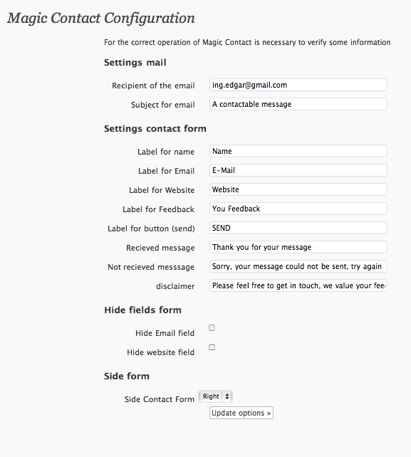 Magic Contact Configuration
For the correct operation of Magic Contact is necessary to verify some information
Settings mail
Recipient of the email ing.edgar@gmail.com
Subject for email A contactable message
Settings contact form
Label for name Name
Label for Email E-Mail
Label for Website Website
Label for Feedback You Feedback
Label for button (send) SEND
Recieved message Thank you for your message
Not recieved messsage Sorry, your message could not be sent, try again
disclaimer Please feel free to get in touch, we value your fee
Hide fields form
Hide Email field
Hide website field
Side form
Side Contact Form Right
Update options »